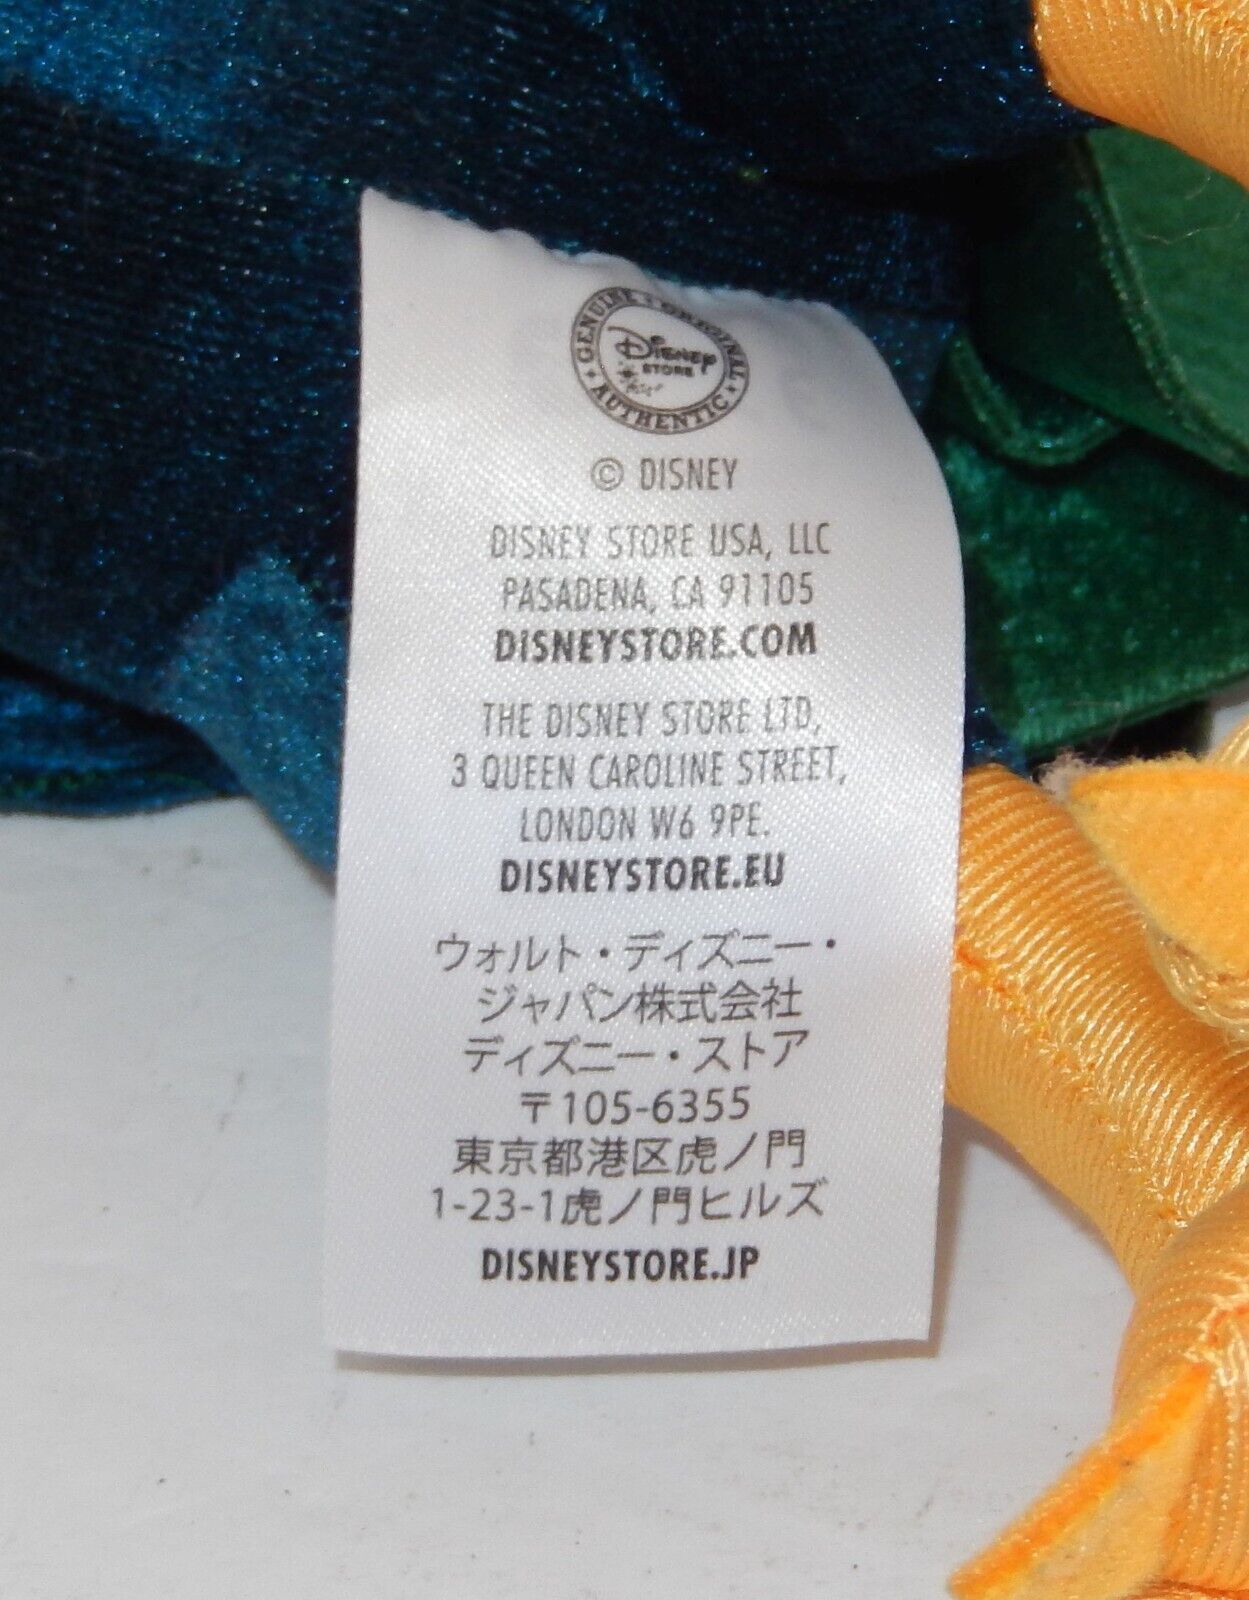 GENUINE • ORIGINAL • AUTHENTIC •
Disney
STORE
© DISNEY
DISNEY STORE USA, LLC
PASADENA, CA 91105
DISNEYSTORE.COM
THE DISNEY STORE LTD,
3 QUEEN CAROLINE STREET,
LONDON W6 9PE.
DISNEYSTORE.EU
ウォルト・ディズニー・
ジャパン株式会社
ディズニー・ストア
〒105-6355
東京都港区虎ノ門
1-23-1虎ノ門ヒルズ
DISNEYSTORE.JP